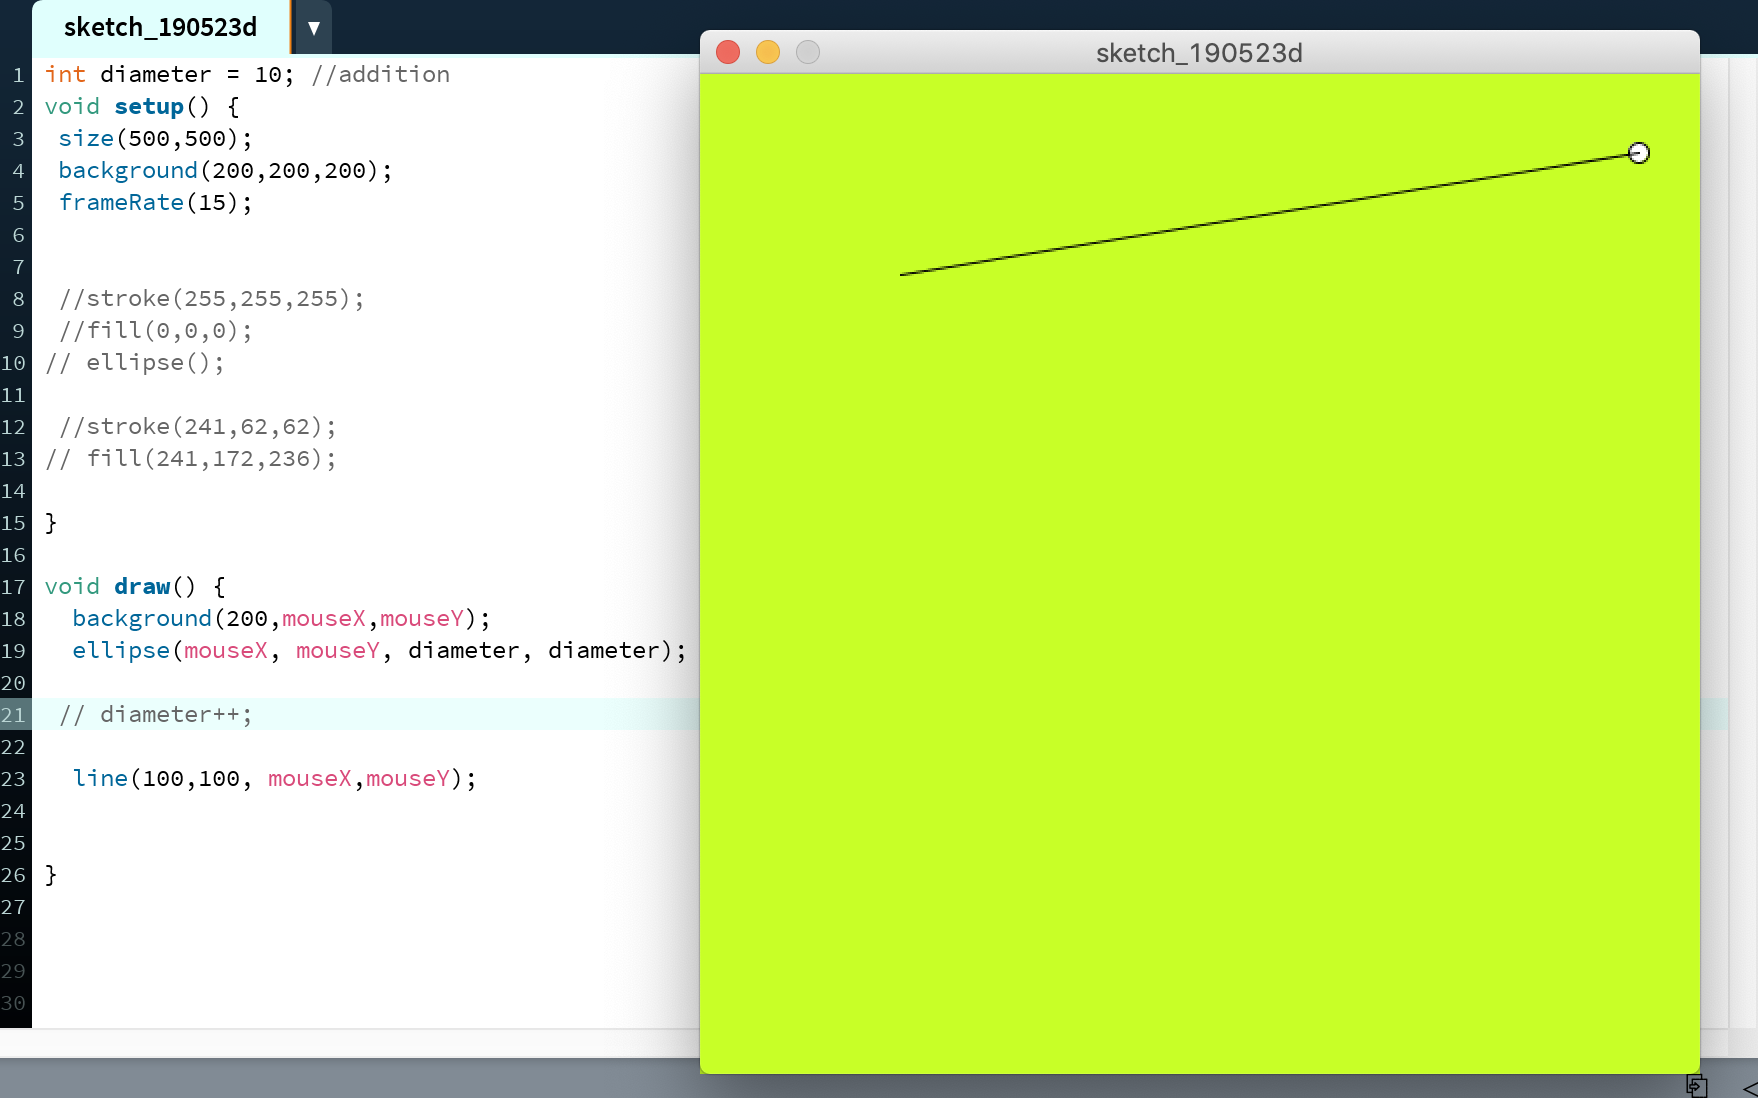 sketch_190523d
sketch_190523d
1 int diameter = 10; //addition
2 void setup() {
3 size(500,500);
4 background(200,200,200);
5 frameRate(15);
6
7
8 //stroke(255,255,255);
9 //fill(0,0,0);
10 // ellipse();
11
12 //stroke(241,62,62);
13 // fill(241,172,236);
14
15 }
16
17 void draw() {
18 background(200,mouseX,mouseY);
19 ellipse(mouseX, mouseY, diameter, diameter);
20
21 // diameter++;
22
23 line(100,100, mouseX,mouseY);
24
25
26 }
27
28
29
30